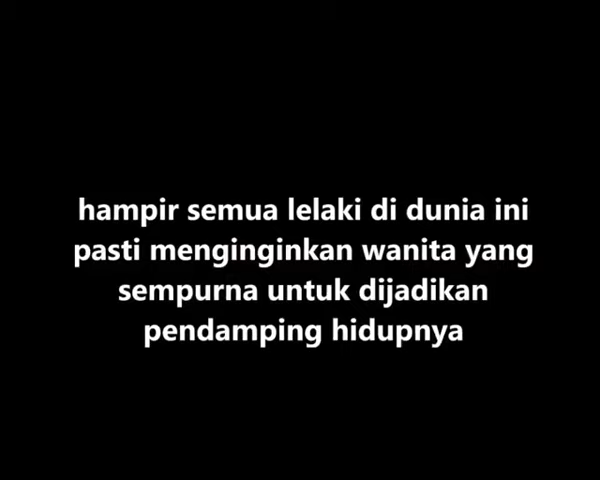 hampir semua lelaki di dunia ini
pasti menginginkan wanita yang
sempurna untuk dijadikan
pendamping hidupnya